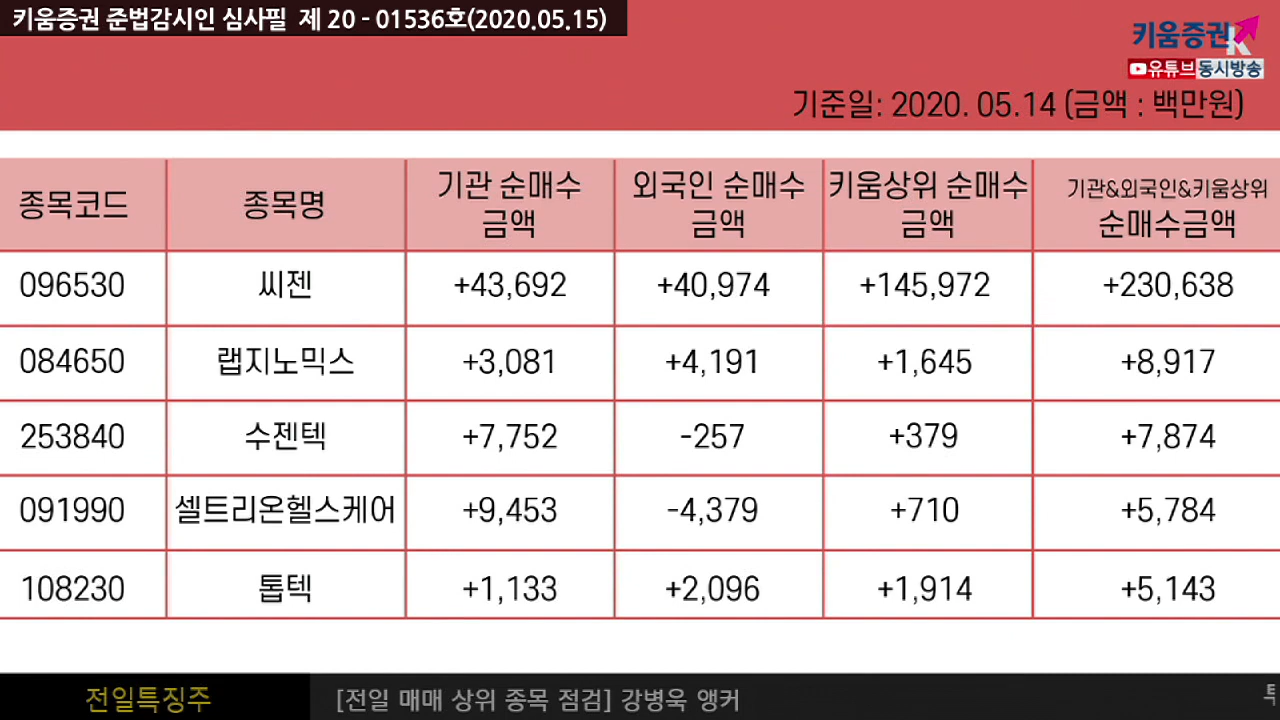 키움증권 준법감시인 심사필 제 20 - 01536호(2020.05.15)
키움증권
유튜브 동시방송
기준일: 2020. 05.14 (금액 : 백만원)
종목코드 종목명 기관 순매수 금액 외국인 순매수 금액 키움상위 순매수 금액 기관&외국인&키움상위 순매수금액
096530 씨젠 +43,692 +40,974 +145,972 +230,638
084650 랩지노믹스 +3,081 +4,191 +1,645 +8,917
253840 수젠텍 +7,752 -257 +379 +7,874
091990 셀트리온헬스케어 +9,453 -4,379 +710 +5,784
108230 톱텍 +1,133 +2,096 +1,914 +5,143
전일특징주 [전일 매매 상위 종목 점검] 강병욱 앵커